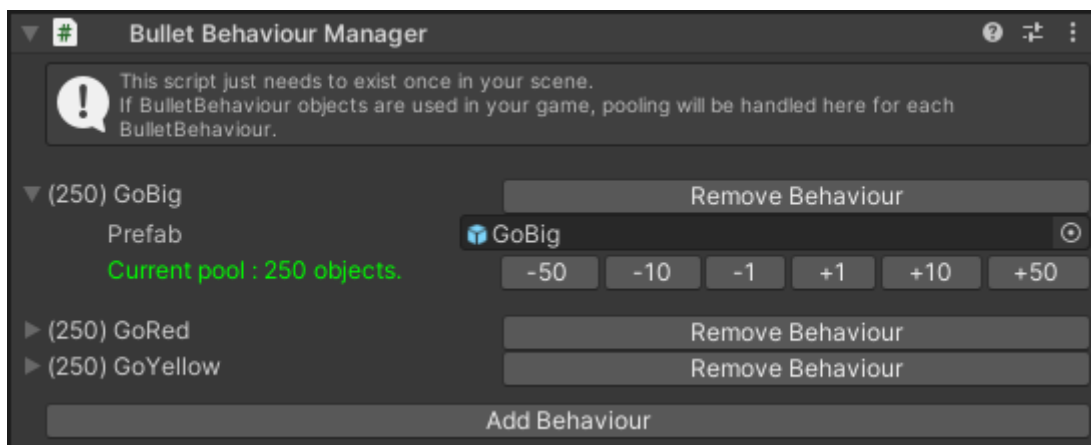 # Bullet Behaviour Manager
This script just needs to exist once in your scene.
If BulletBehaviour objects are used in your game, pooling will be handled here for each
BulletBehaviour.
(250) GoBig Remove Behaviour
Prefab GoBig
Current pool : 250 objects. -50 -10 -1 +1 +10 +50
(250) GoRed Remove Behaviour
(250) GoYellow Remove Behaviour
Add Behaviour